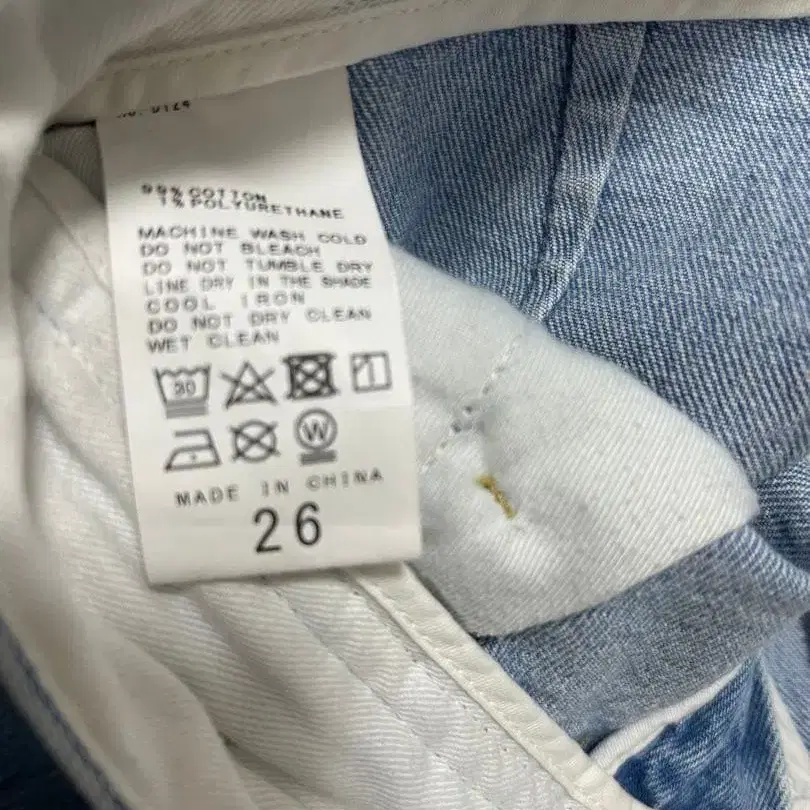 99% COTTON
1% POLYURETHANE
MACHINE WASH COLD
DO NOT BLEACH
DO NOT TUMBLE DRY
LINE DRY IN THE SHADE
COOL IRON
DO NOT DRY CLEAN
WET CLEAN
30
W
MADE IN CHINA
26